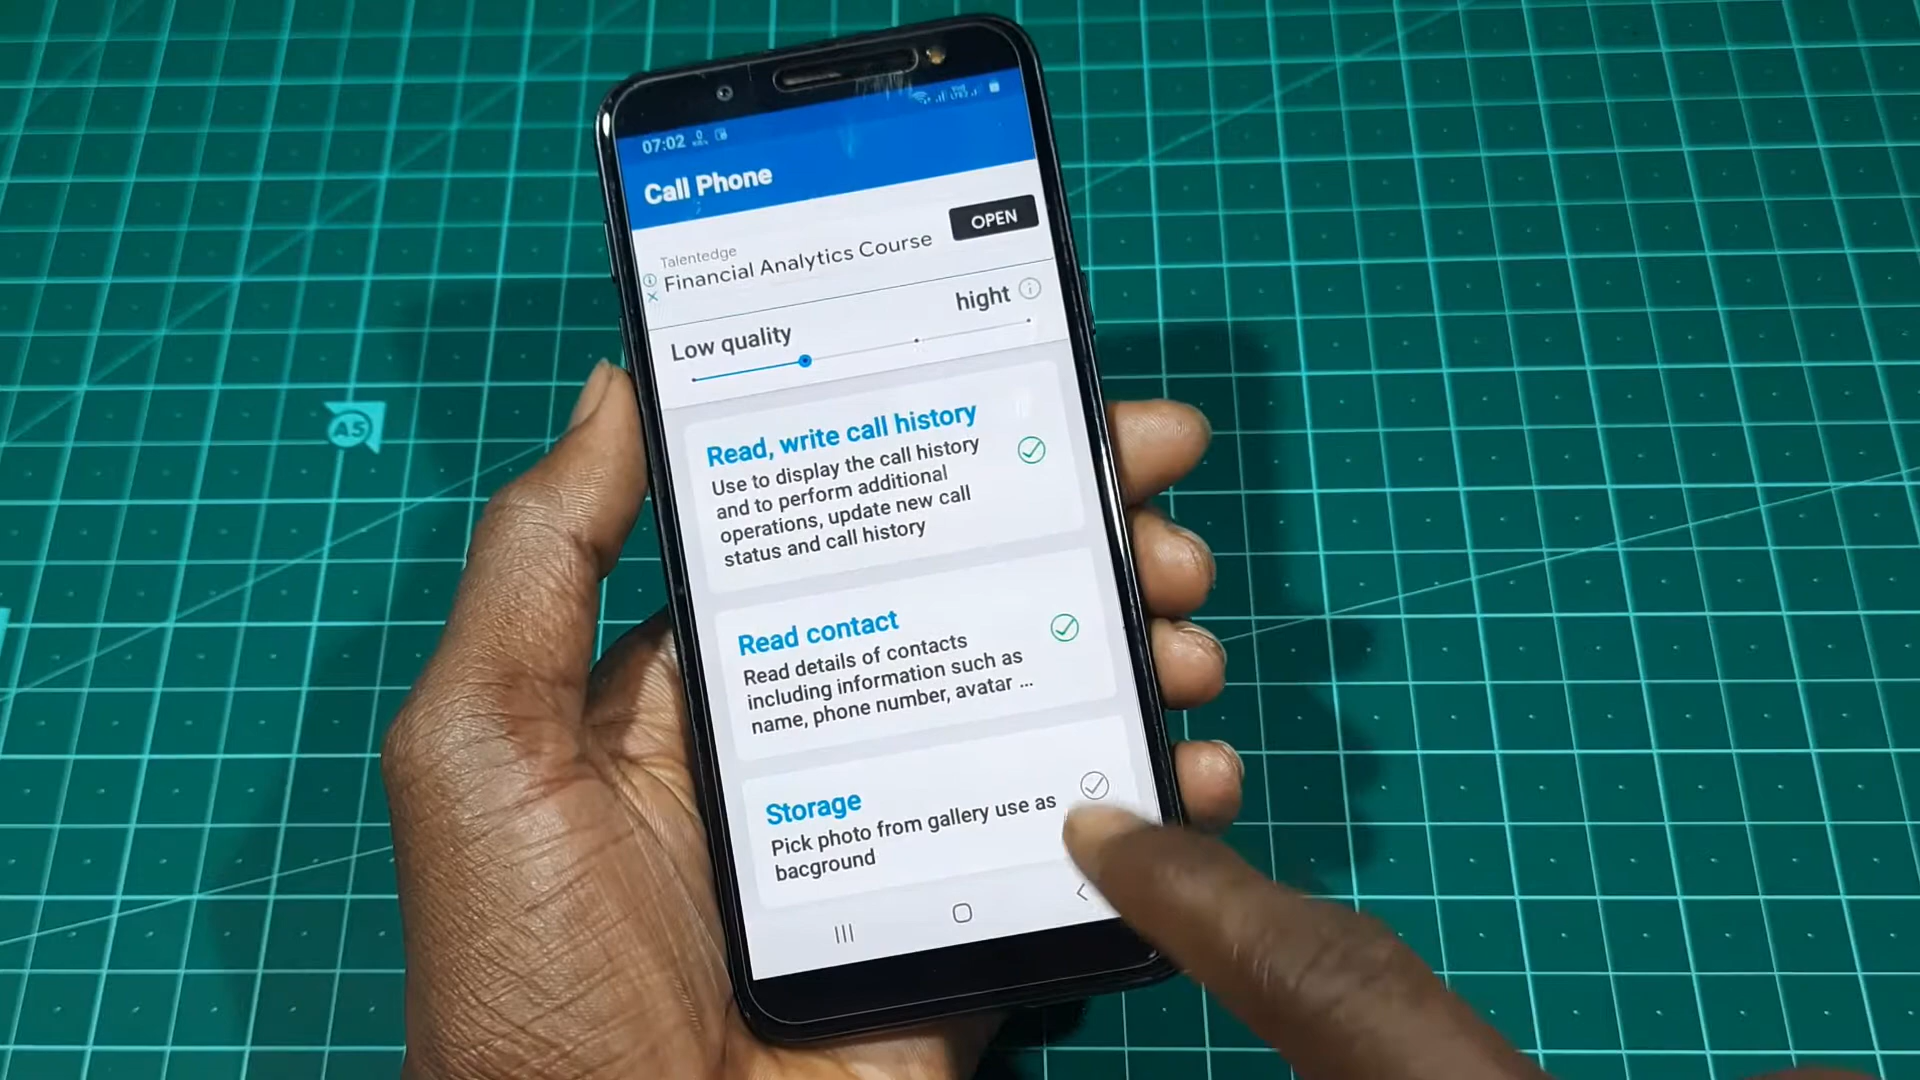 07:02
Call Phone
Talentedge
Financial Analytics Course
OPEN
Low quality
hight
Read, write call history
Use to display the call history
and to perform additional
operations, update new call
status and call history
Read contact
Read details of contacts
including information such as
name, phone number, avatar ...
Storage
Pick photo from gallery use as
bacground
A5